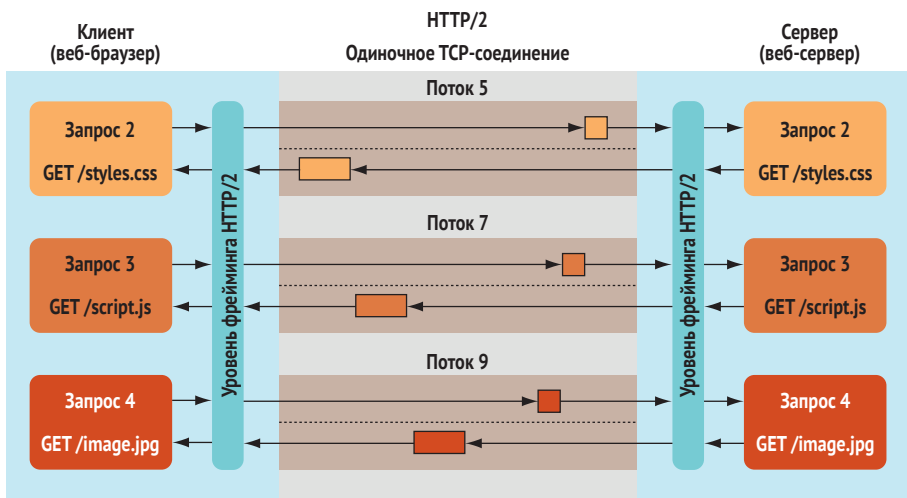 HTTP/2
Клиент
(веб-браузер)
Одиночное TCP-соединение
Сервер
(веб-сервер)
Поток 5
Запрос 2
GET /styles.css
Запрос 2
GET /styles.css
Поток 7
Запрос 3
GET /script.js
Запрос 3
GET /script.js
Поток 9
Запрос 4
GET /image.jpg
Запрос 4
GET /image.jpg
Уровень фрейминга HTTP/2
Уровень фрейминга HTTP/2